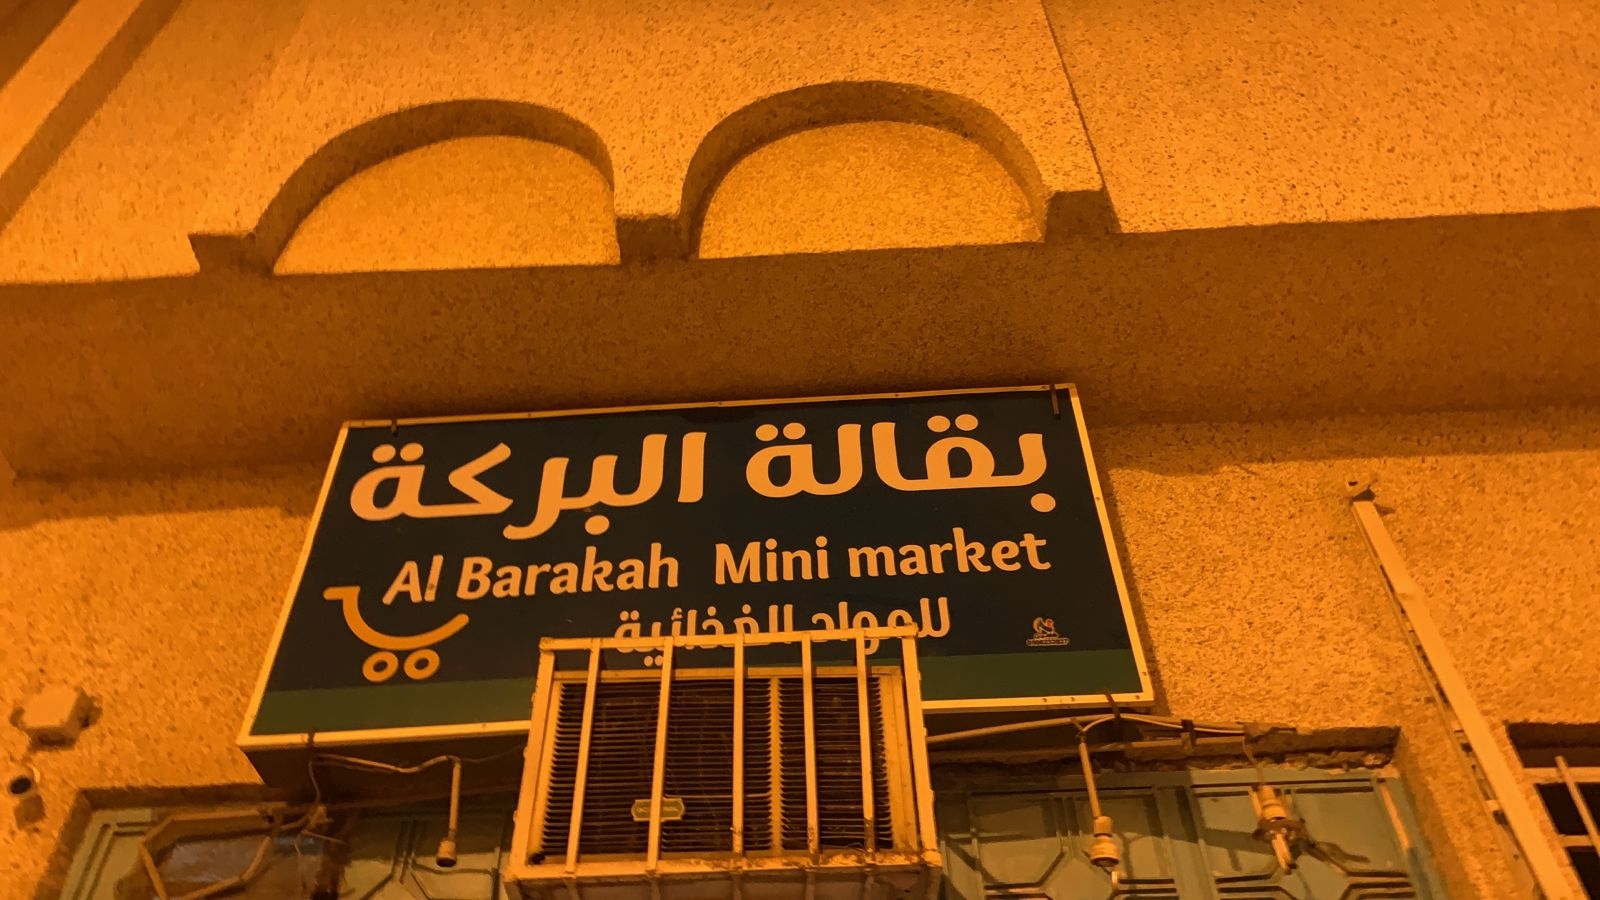 بقالة البركة
Al Barakah Mini market
للمواد الغذائية